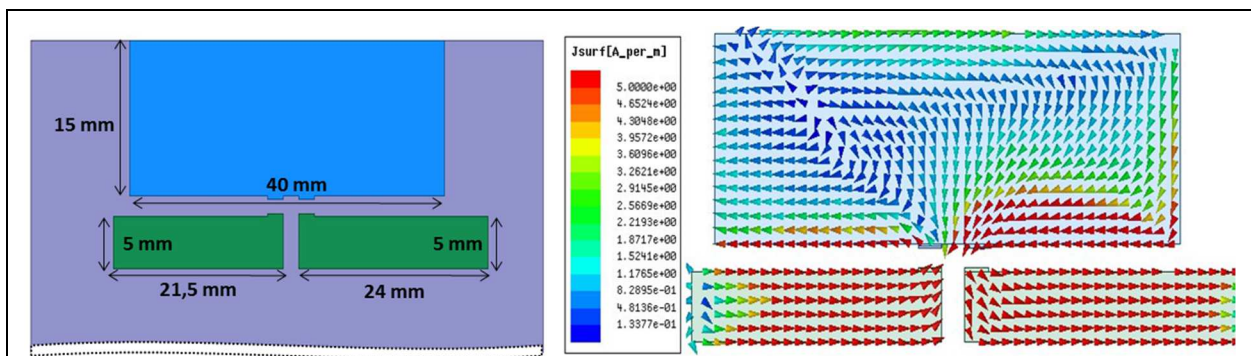 15 mm
40 mm
5 mm
5 mm
21,5 mm
24 mm
Jsurf[A_per_m]
5.0000e+00
4.6524e+00
4.3048e+00
3.9572e+00
3.6096e+00
3.2621e+00
2.9145e+00
2.5669e+00
2.2193e+00
1.8717e+00
1.5241e+00
1.1765e+00
8.2895e-01
4.8136e-01
1.3377e-01